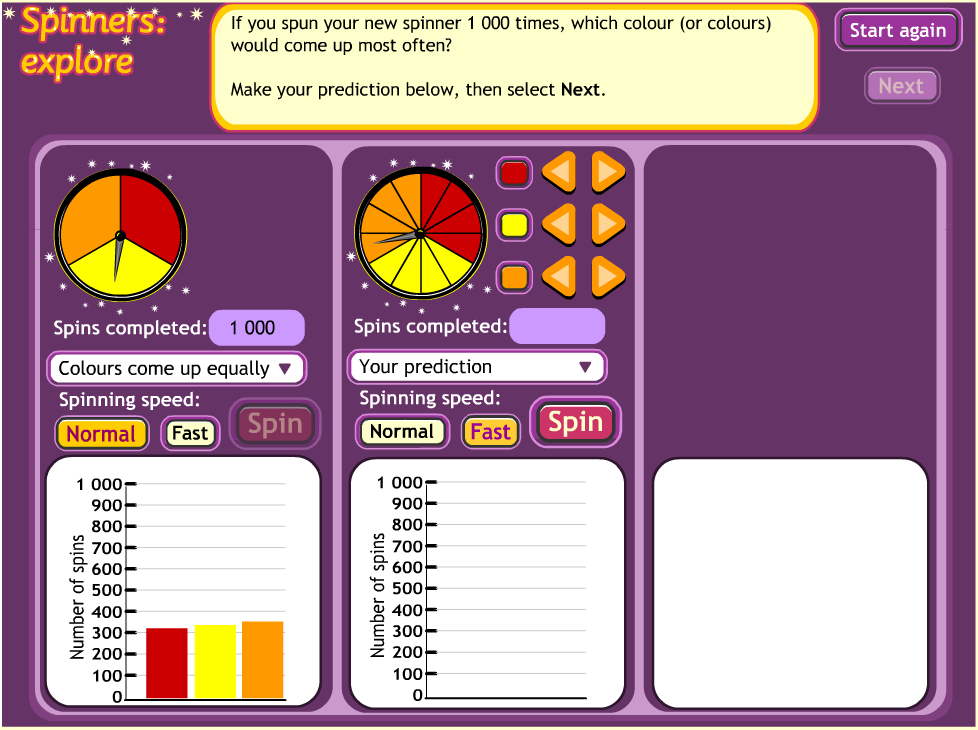 Spinners:
explore
If you spun your new spinner 1 000 times, which colour (or colours)
would come up most often?
Make your prediction below, then select Next.
Start again
Next
Spins completed: 1 000
Colours come up equally
Spinning speed:
Normal Fast Spin
Number of spins
1 000
900
800
700
600
500
400
300
200
100
0
Spins completed:
Your prediction
Spinning speed:
Normal Fast Spin
Number of spins
1 000
900
800
700
600
500
400
300
200
100
0